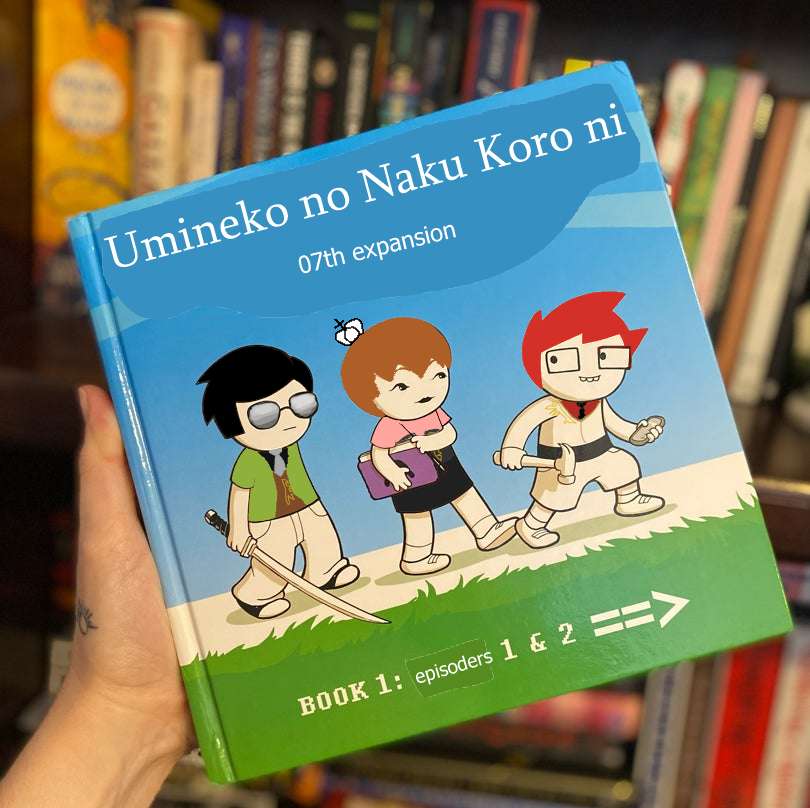 Umineko no Naku Koro ni
07th expansion
BOOK 1: episoders 1 & 2 ==>